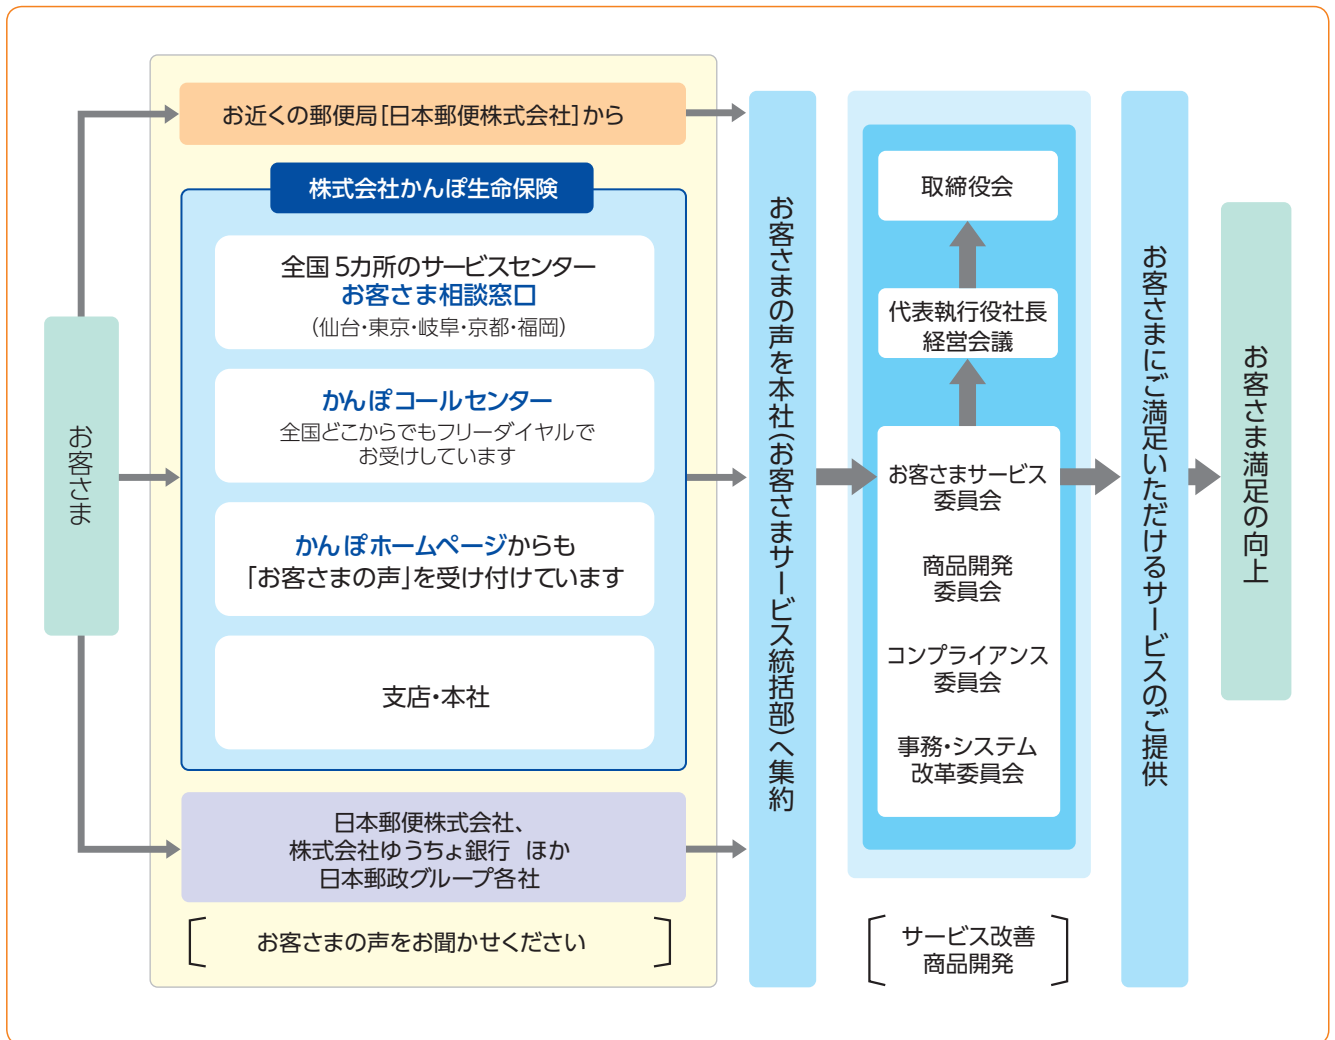 お客さま
お近くの郵便局[日本郵便株式会社]から
株式会社かんぽ生命保険
全国5カ所のサービスセンター
お客さま相談窓口
(仙台・東京・岐阜・京都・福岡)
かんぽコールセンター
全国どこからでもフリーダイヤルで
お受けしています
かんぽホームページからも
「お客さまの声」を受け付けています
支店・本社
日本郵便株式会社、
株式会社ゆうちょ銀行 ほか
日本郵政グループ各社
お客さまの声をお聞かせください
お客さまの声を本社(お客さまサービス統括部)へ集約
取締役会
代表執行役社長
経営会議
お客さまサービス
委員会
商品開発
委員会
コンプライアンス
委員会
事務・システム
改革委員会
サービス改善
商品開発
お客さまにご満足いただけるサービスのご提供
お客さま満足の向上